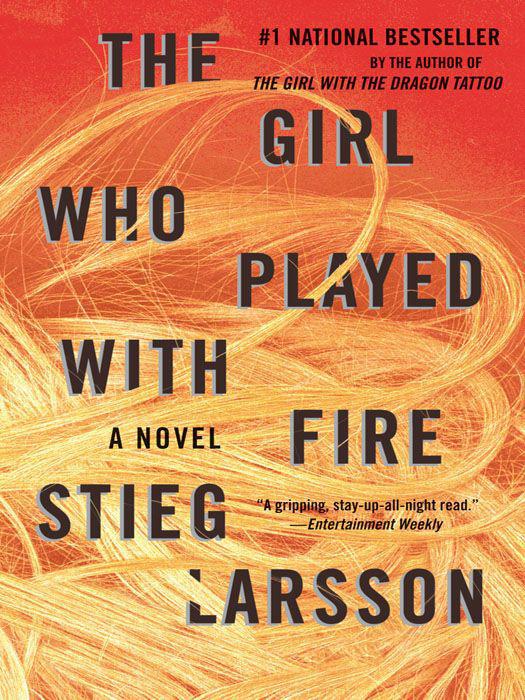 THE
#1 NATIONAL BESTSELLER
BY THE AUTHOR OF
THE GIRL WITH THE DRAGON TATTOO
GIRL
WHO
PLAYED
WITH
FIRE
A NOVEL
STIEG
"A gripping, stay-up-all-night read."
—Entertainment Weekly
LARSSON